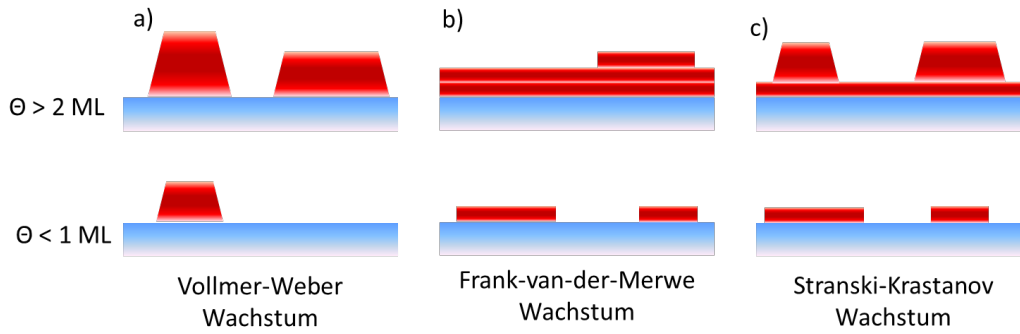 a)
b)
c)
Θ > 2 ML
Θ < 1 ML
Vollmer-Weber
Wachstum
Frank-van-der-Merwe
Wachstum
Stranski-Krastanov
Wachstum